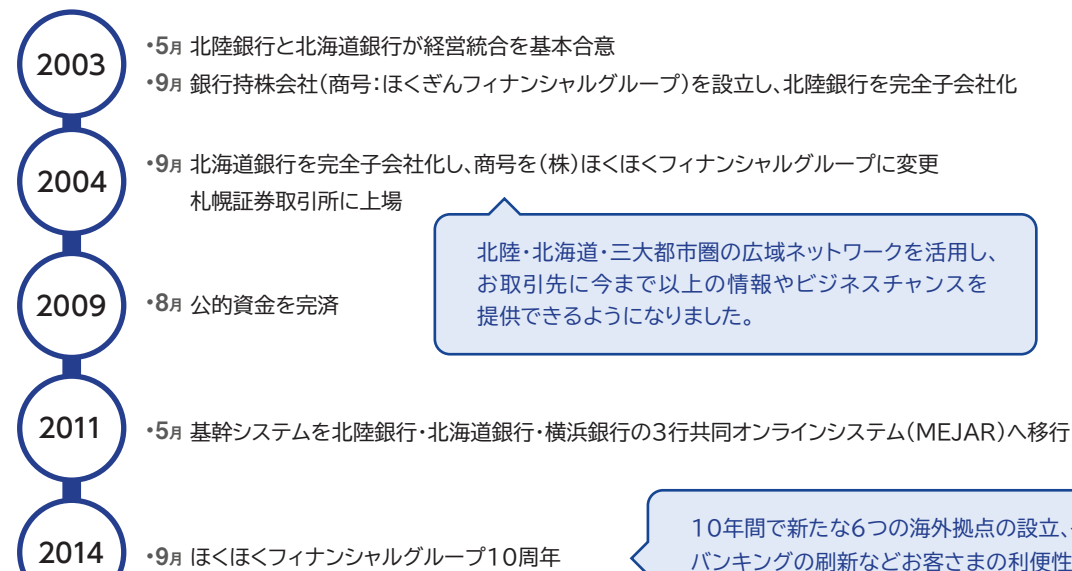 2003
•5月 北陸銀行と北海道銀行が経営統合を基本合意
•9月 銀行持株会社(商号:ほくぎんフィナンシャルグループ)を設立し、北陸銀行を完全子会社化
2004
•9月 北海道銀行を完全子会社化し、商号を(株)ほくほくフィナンシャルグループに変更
札幌証券取引所に上場
北陸・北海道・三大都市圏の広域ネットワークを活用し、
お取引先に今まで以上の情報やビジネスチャンスを
提供できるようになりました。
2009
•8月 公的資金を完済
2011
•5月 基幹システムを北陸銀行・北海道銀行・横浜銀行の3行共同オンラインシステム(MEJAR)へ移行
2014
•9月 ほくほくフィナンシャルグループ10周年
10年間で新たな6つの海外拠点の設立、
バンキングの刷新などお客さまの利便性